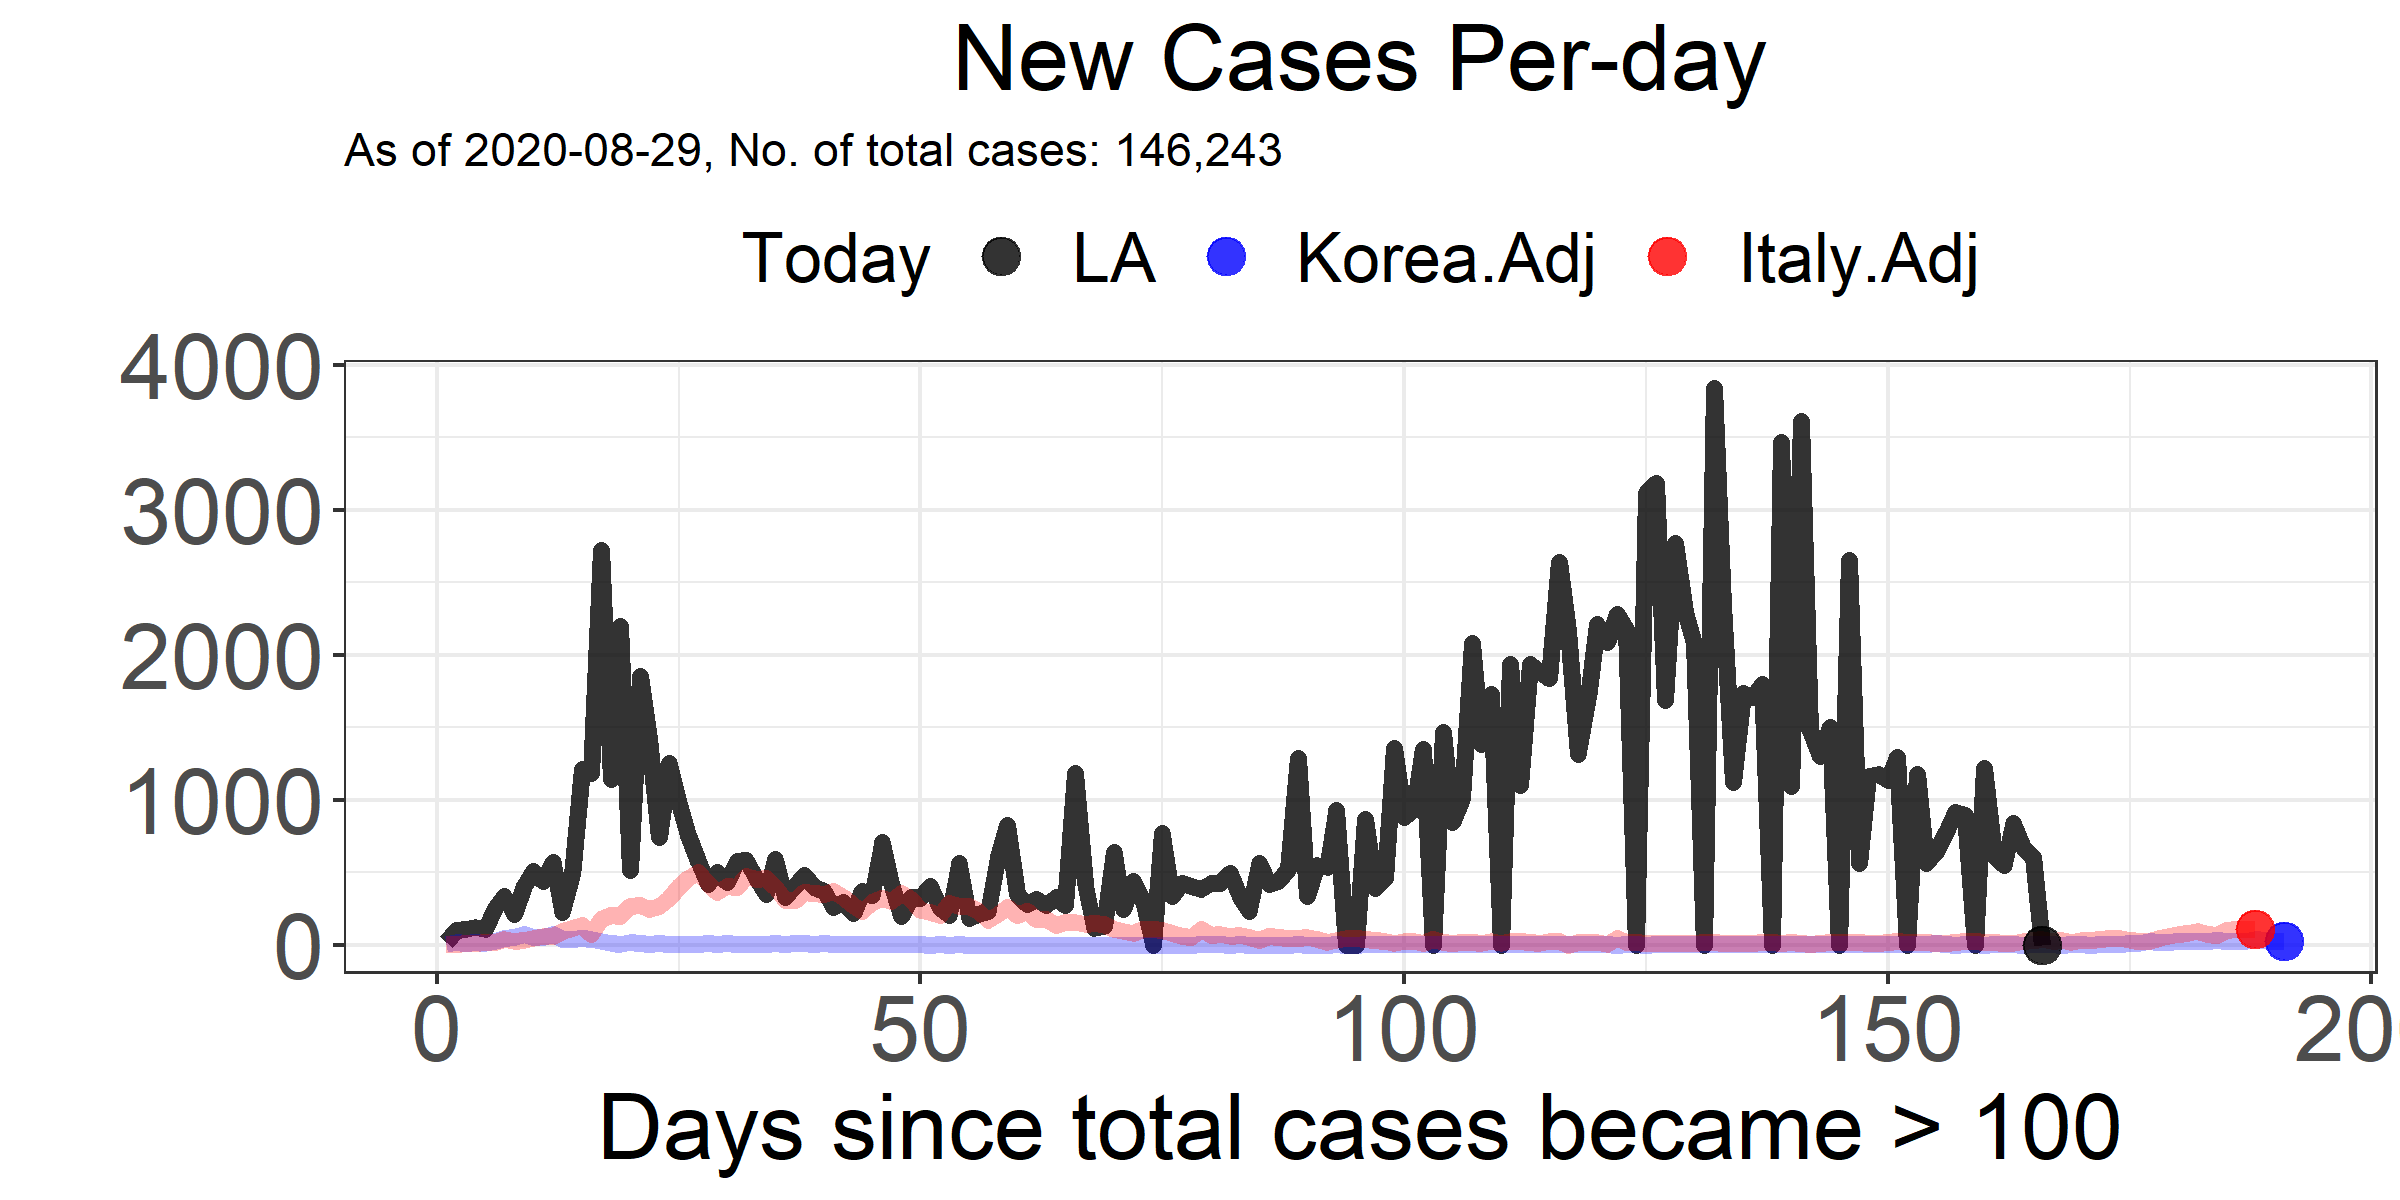 New Cases Per-day
As of 2020-08-29, No. of total cases: 146,243
Today LA Korea.Adj Italy.Adj
4000
3000
2000
1000
0
0 50 100 150 20
Days since total cases became > 100